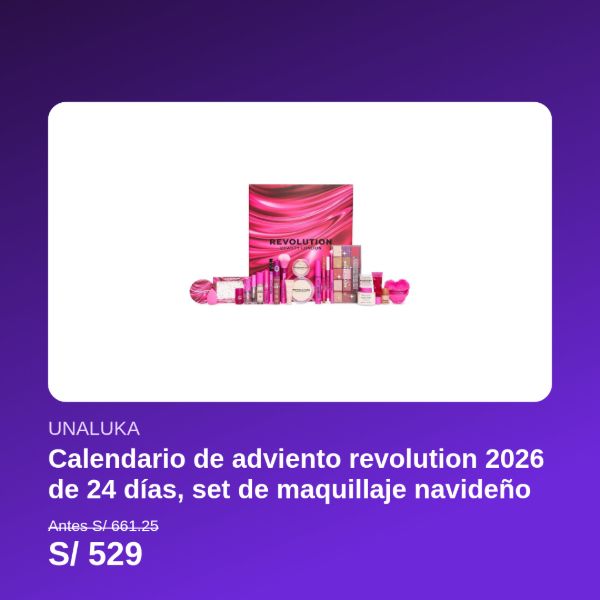 REVOLUTION
UNALUKA
Calendario de adviento revolution 2026
de 24 días, set de maquillaje navideño
Antes S/ 661.25
S/ 529